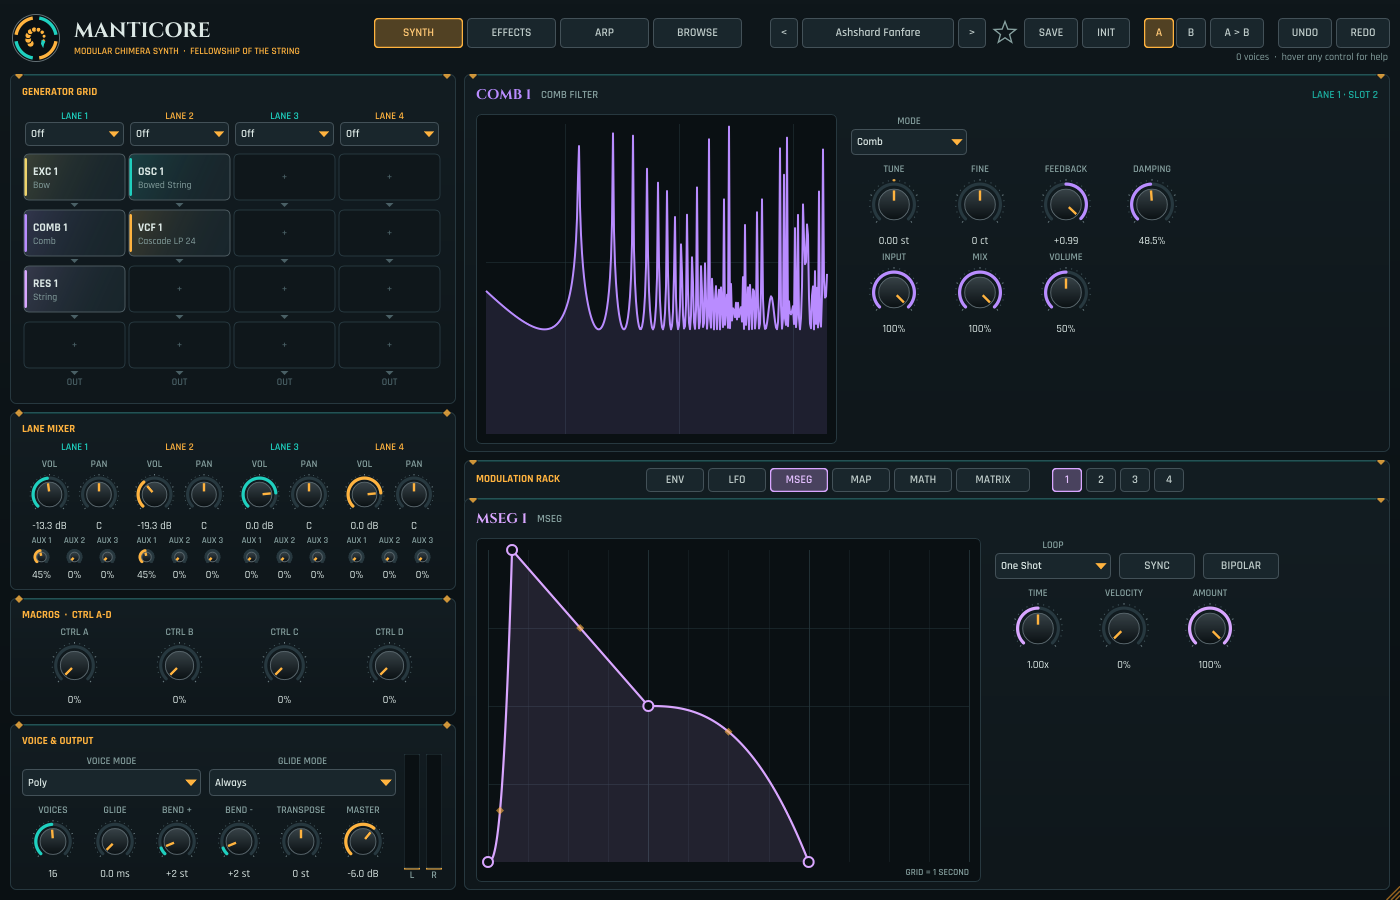 MANTICORE
MODULAR CHIMERA SYNTH · FELLOWSHIP OF THE STRING
SYNTH EFFECTS ARP BROWSE < Ashshard Fanfare > SAVE INIT A B A > B UNDO REDO
0 voices · hover any control for help
GENERATOR GRID
LANE 1 LANE 2 LANE 3 LANE 4
Off Off Off Off
EXC 1 OSC 1
Bow Bowed String
+ +
COMB 1 VCF 1
Comb Cascade LP 24
+ +
RES 1
String
+ + +
+ + + +
OUT OUT OUT OUT
LANE MIXER
LANE 1 LANE 2 LANE 3 LANE 4
VOL PAN VOL PAN VOL PAN VOL PAN
-13.3 dB C -19.3 dB C 0.0 dB C 0.0 dB C
AUX 1 AUX 2 AUX 3 AUX 1 AUX 2 AUX 3 AUX 1 AUX 2 AUX 3 AUX 1 AUX 2 AUX 3
45% 0% 0% 45% 0% 0% 0% 0% 0% 0% 0% 0%
MACROS · CTRL A-D
CTRL A CTRL B CTRL C CTRL D
0% 0% 0% 0%
VOICE & OUTPUT
VOICE MODE GLIDE MODE
Poly Always
VOICES GLIDE BEND + BEND - TRANSPOSE MASTER
16 0.0 ms +2 st +2 st 0 st -6.0 dB
L R
COMB 1 COMB FILTER LANE 1 · SLOT 2
MODE
Comb
TUNE FINE FEEDBACK DAMPING
0.00 st 0 ct +0.99 48.5%
INPUT MIX VOLUME
100% 100% 50%
MODULATION RACK ENV LFO MSEG MAP MATH MATRIX 1 2 3 4
MSEG 1 MSEG
LOOP
One Shot SYNC BIPOLAR
TIME VELOCITY AMOUNT
1.00x 0% 100%
GRID = 1 SECOND